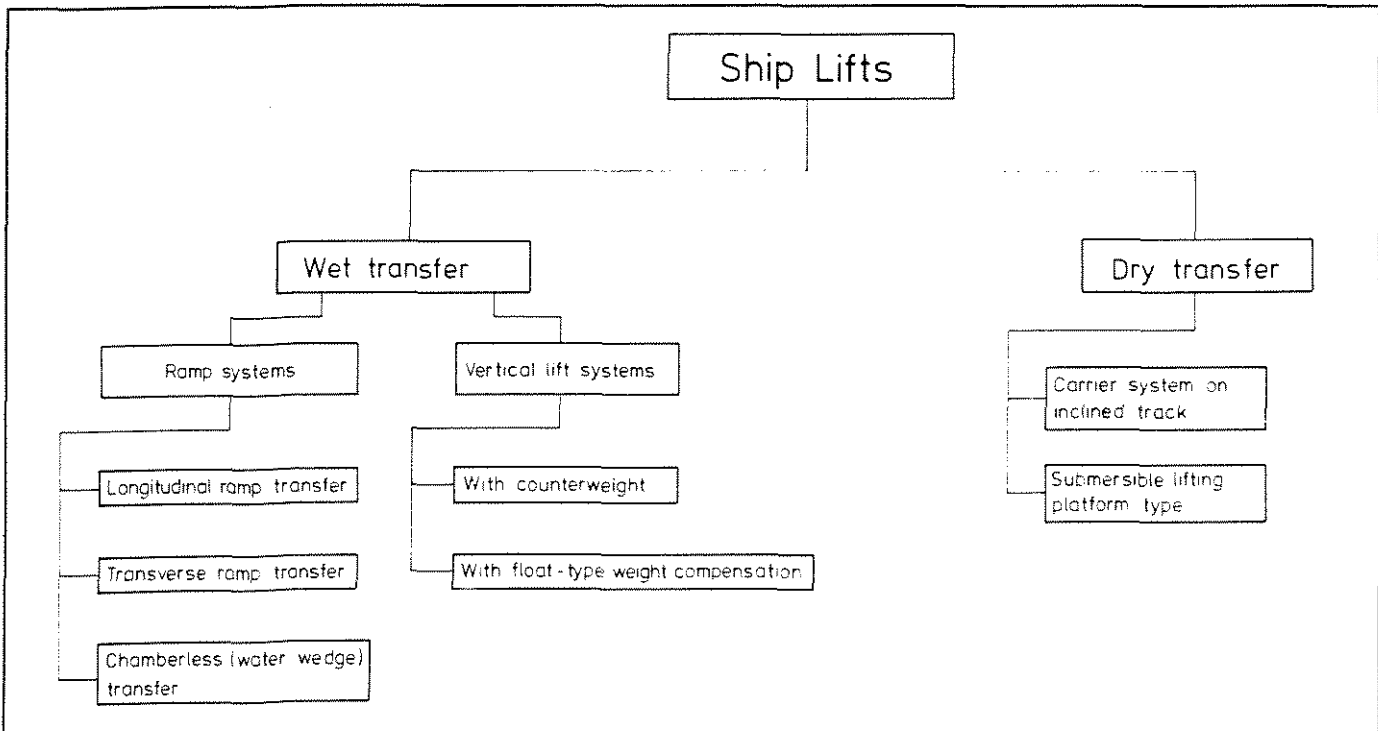 Ship Lifts
Wet transfer
Dry transfer
Ramp systems
Vertical lift systems
Carrier system on
inclined track
Longitudinal ramp transfer
With counterweight
Submersible lifting
platform type
Transverse ramp transfer
With float-type weight compensation
Chamberless (water wedge)
transfer